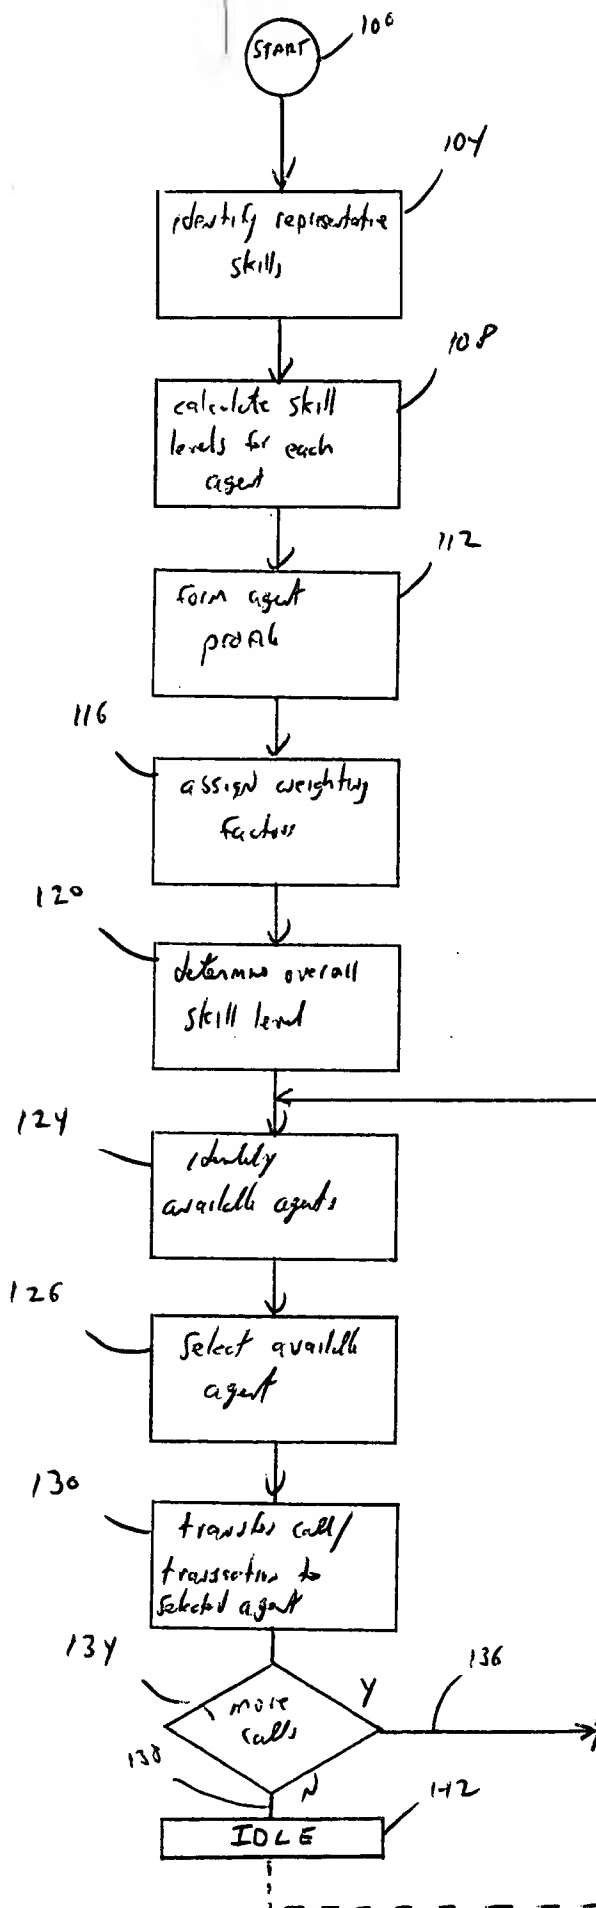 START
100
104
identify representative
skills
108
calculate skill
levels for each
agent
112
form agent
profile
116
assign weighting
factors
120
determine overall
skill level
124
identify
available agents
126
select available
agent
130
transfer call/
transaction to
selected agent
134
more
calls
Y
136
138
N
142
IDLE